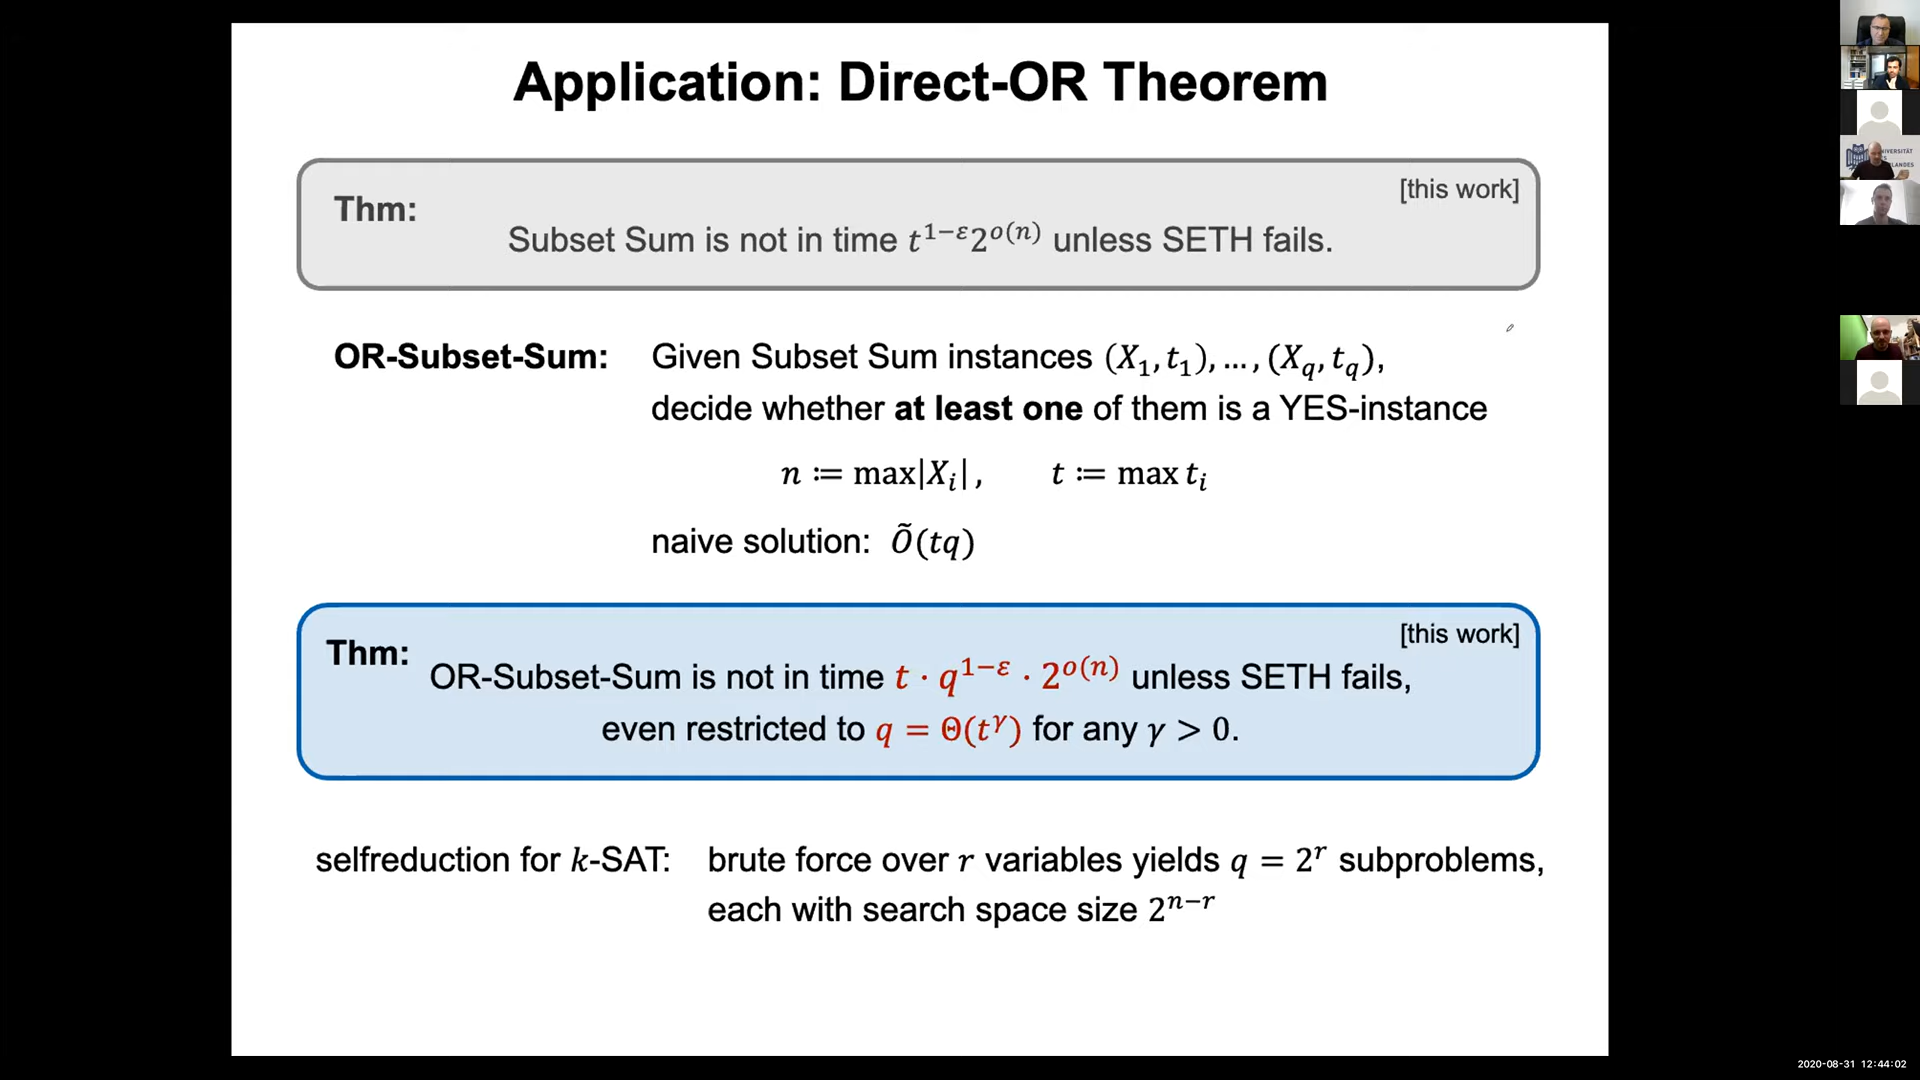 Application: Direct-OR Theorem
[this work]
Thm:
Subset Sum is not in time t^{1−ε}2^{o(n)} unless SETH fails.
OR-Subset-Sum: Given Subset Sum instances (X₁, t₁), …, (X_q, t_q),
decide whether at least one of them is a YES-instance
n ≔ max|X_i|, t ≔ max t_i
naive solution: Õ(tq)
[this work]
Thm:
OR-Subset-Sum is not in time t · q^{1−ε} · 2^{o(n)} unless SETH fails,
even restricted to q = Θ(t^γ) for any γ > 0.
selfreduction for k-SAT: brute force over r variables yields q = 2^r subproblems,
each with search space size 2^{n−r}
2020-08-31 12:44:02